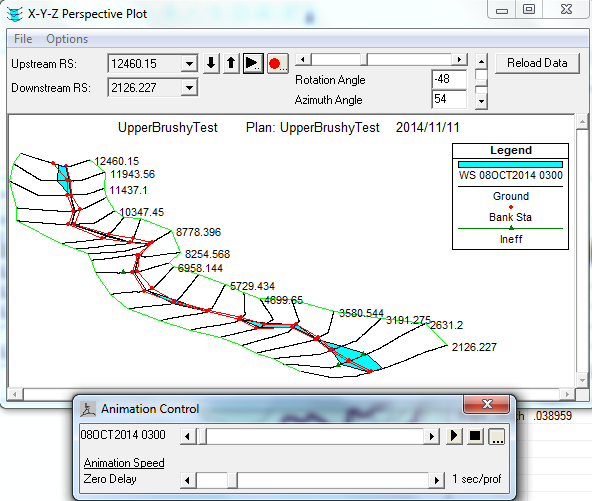 X-Y-Z Perspective Plot
File Options
Upstream RS: 12460.15
Downstream RS: 2126.227
Rotation Angle -48
Azimuth Angle 54
Reload Data
UpperBrushyTest Plan: UpperBrushyTest 2014/11/11
12460.15
11943.56
11437.1
10347.45
8778.396
8254.568
6958.144
5729.434
4899.65
3580.544
3191.275
2631.2
2126.227
Legend
WS 08OCT2014 0300
Ground
Bank Sta
Ineff
Animation Control
08OCT2014 0300
Animation Speed
Zero Delay 1 sec/prof
.038959